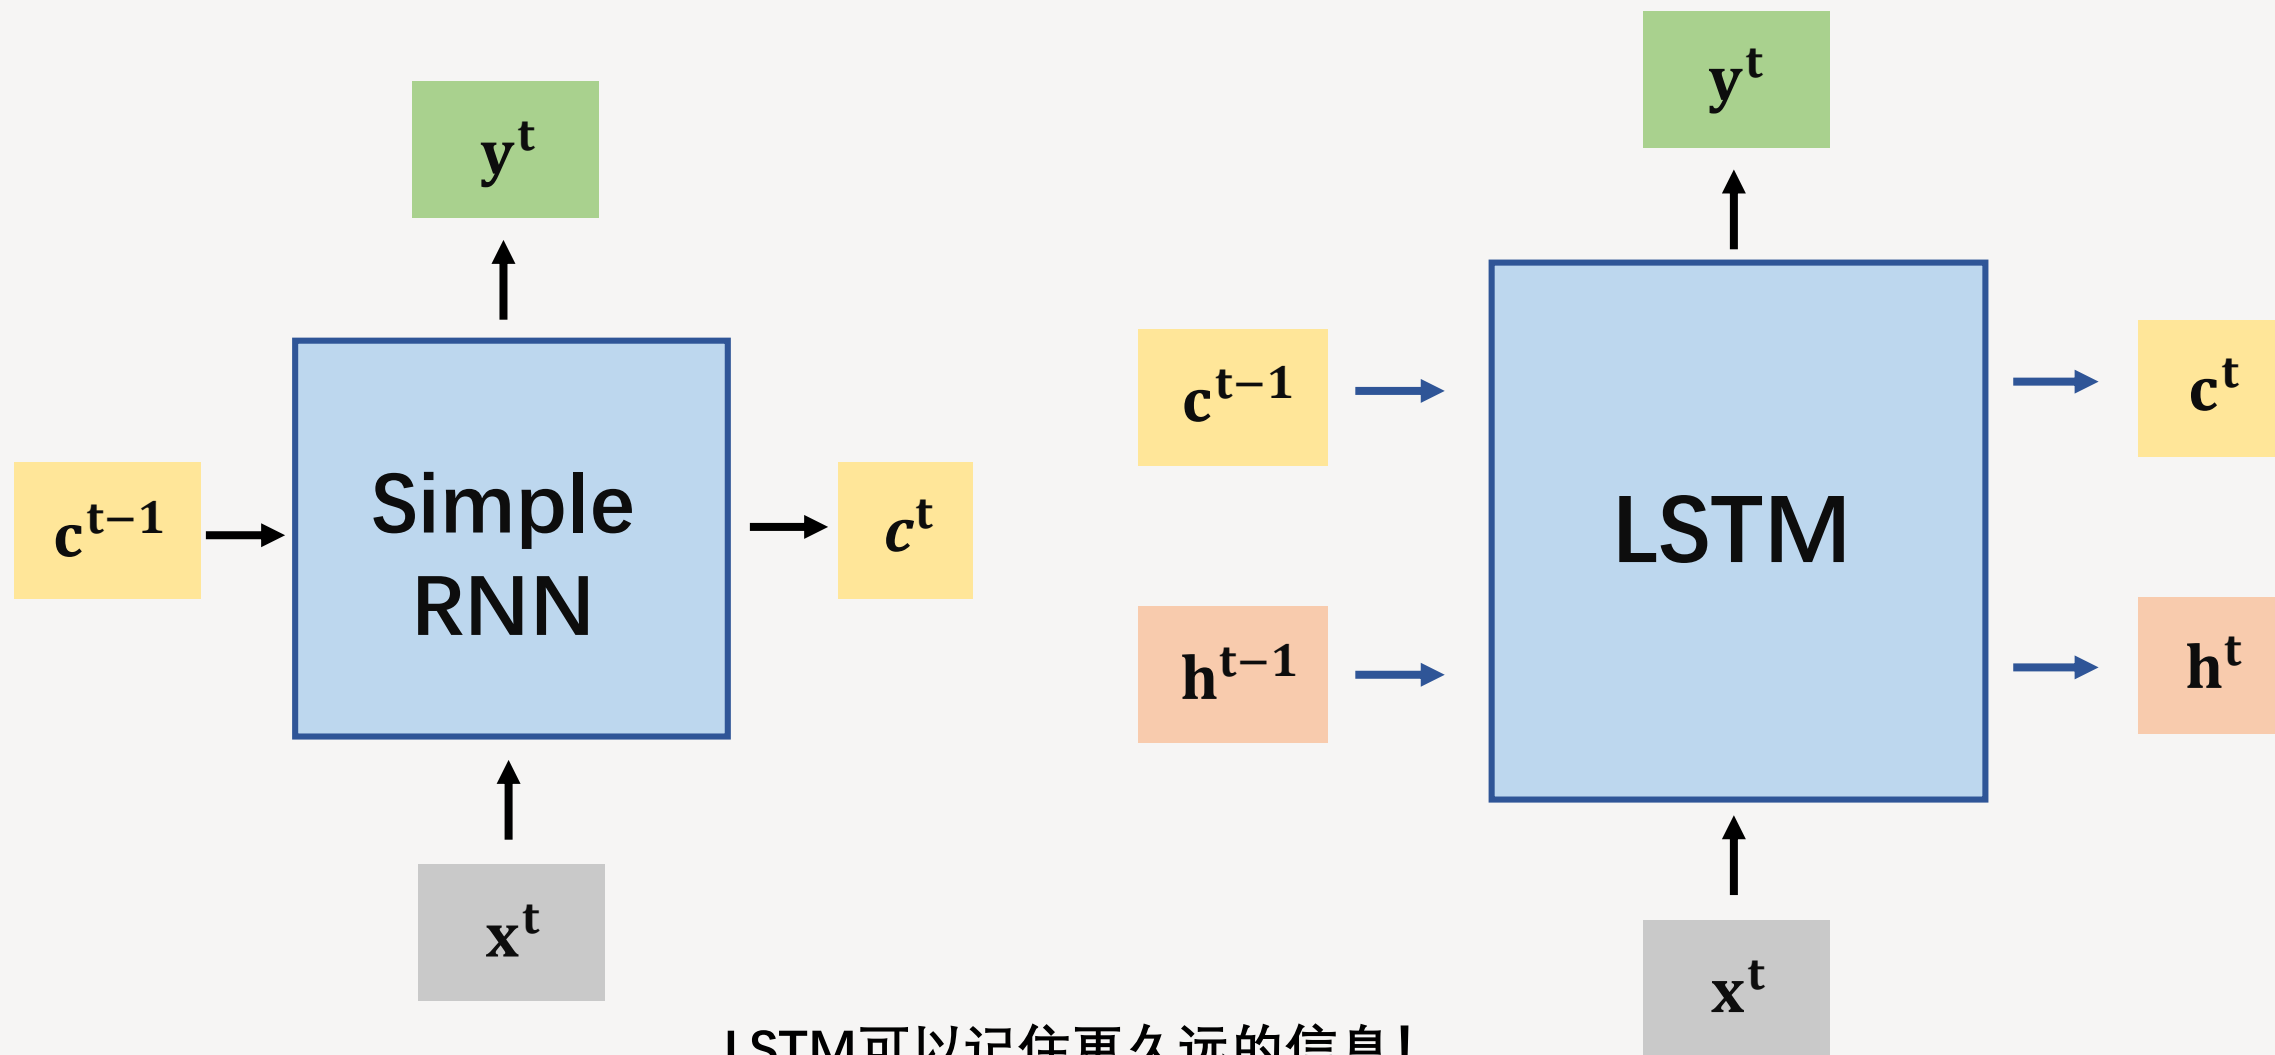 yᵗ
cᵗ⁻¹
Simple
RNN
cᵗ
xᵗ
yᵗ
cᵗ⁻¹
hᵗ⁻¹
LSTM
cᵗ
hᵗ
xᵗ
LSTM可以记住更久远的信息!